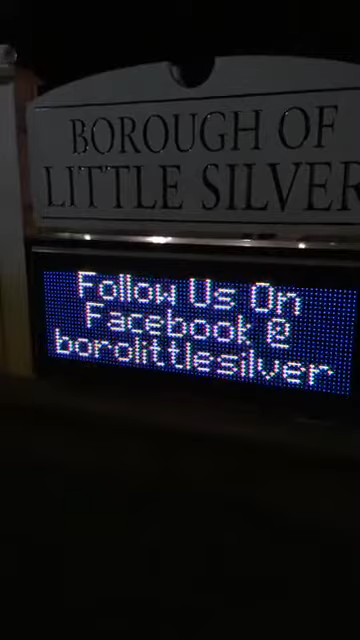 BOROUGH OF
LITTLE SILVER
Follow Us On
Facebook @
borolittlesilver